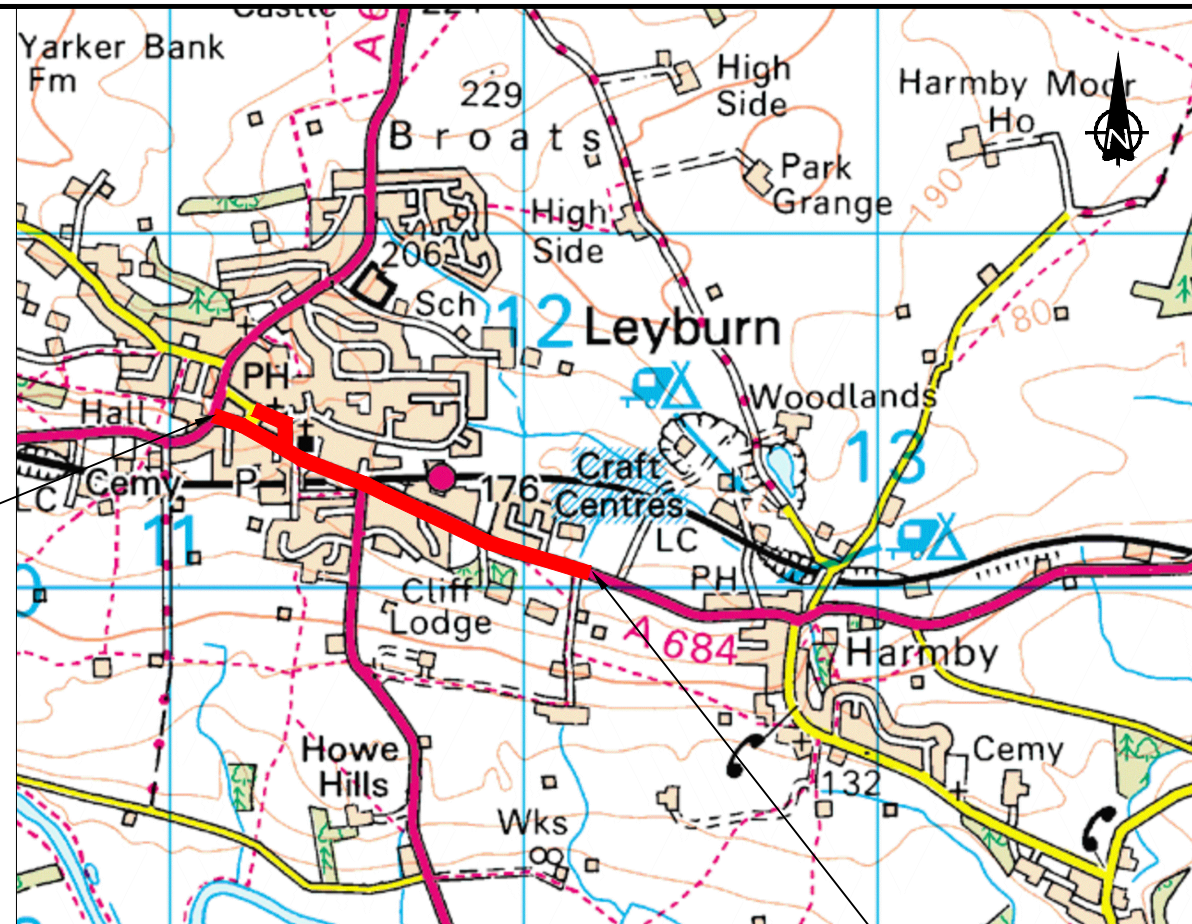 Yarker Bank
Fm
A 6
229
Broats
High
Side
Harmby Moor
Ho
N
Park
Grange
190
High
Side
206
Sch
12
Leyburn
180
PH
Woodlands
Hall
13
Cemy
P
176
Craft
Centres
LC
LC
11
PH
Cliff
Lodge
A 684
Harmby
Howe
Hills
Cemy
132
Wks